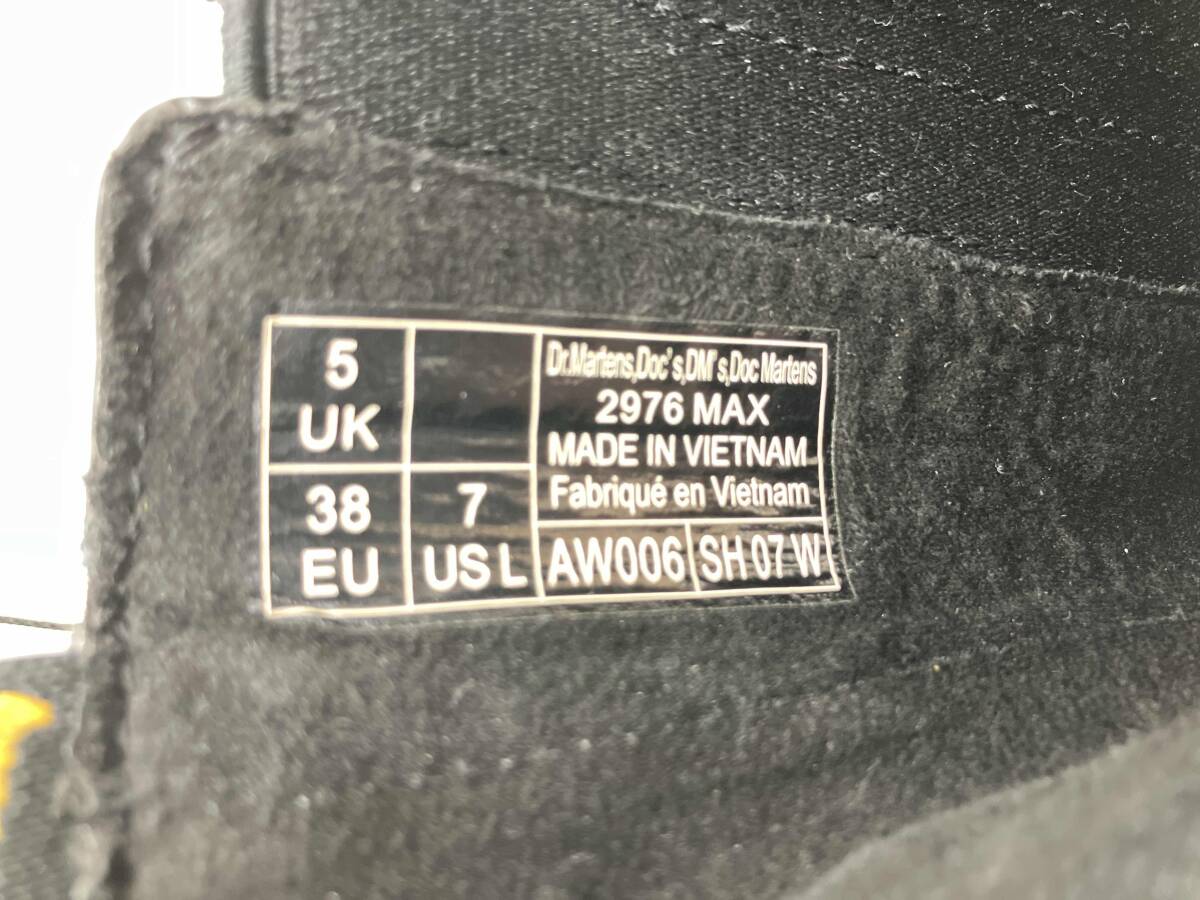 5
UK
38
EU
7
US L
Dr.Martens,Doc's,DM's,Doc Martens
2976 MAX
MADE IN VIETNAM
Fabriqué en Vietnam
AW006
SH 07 W